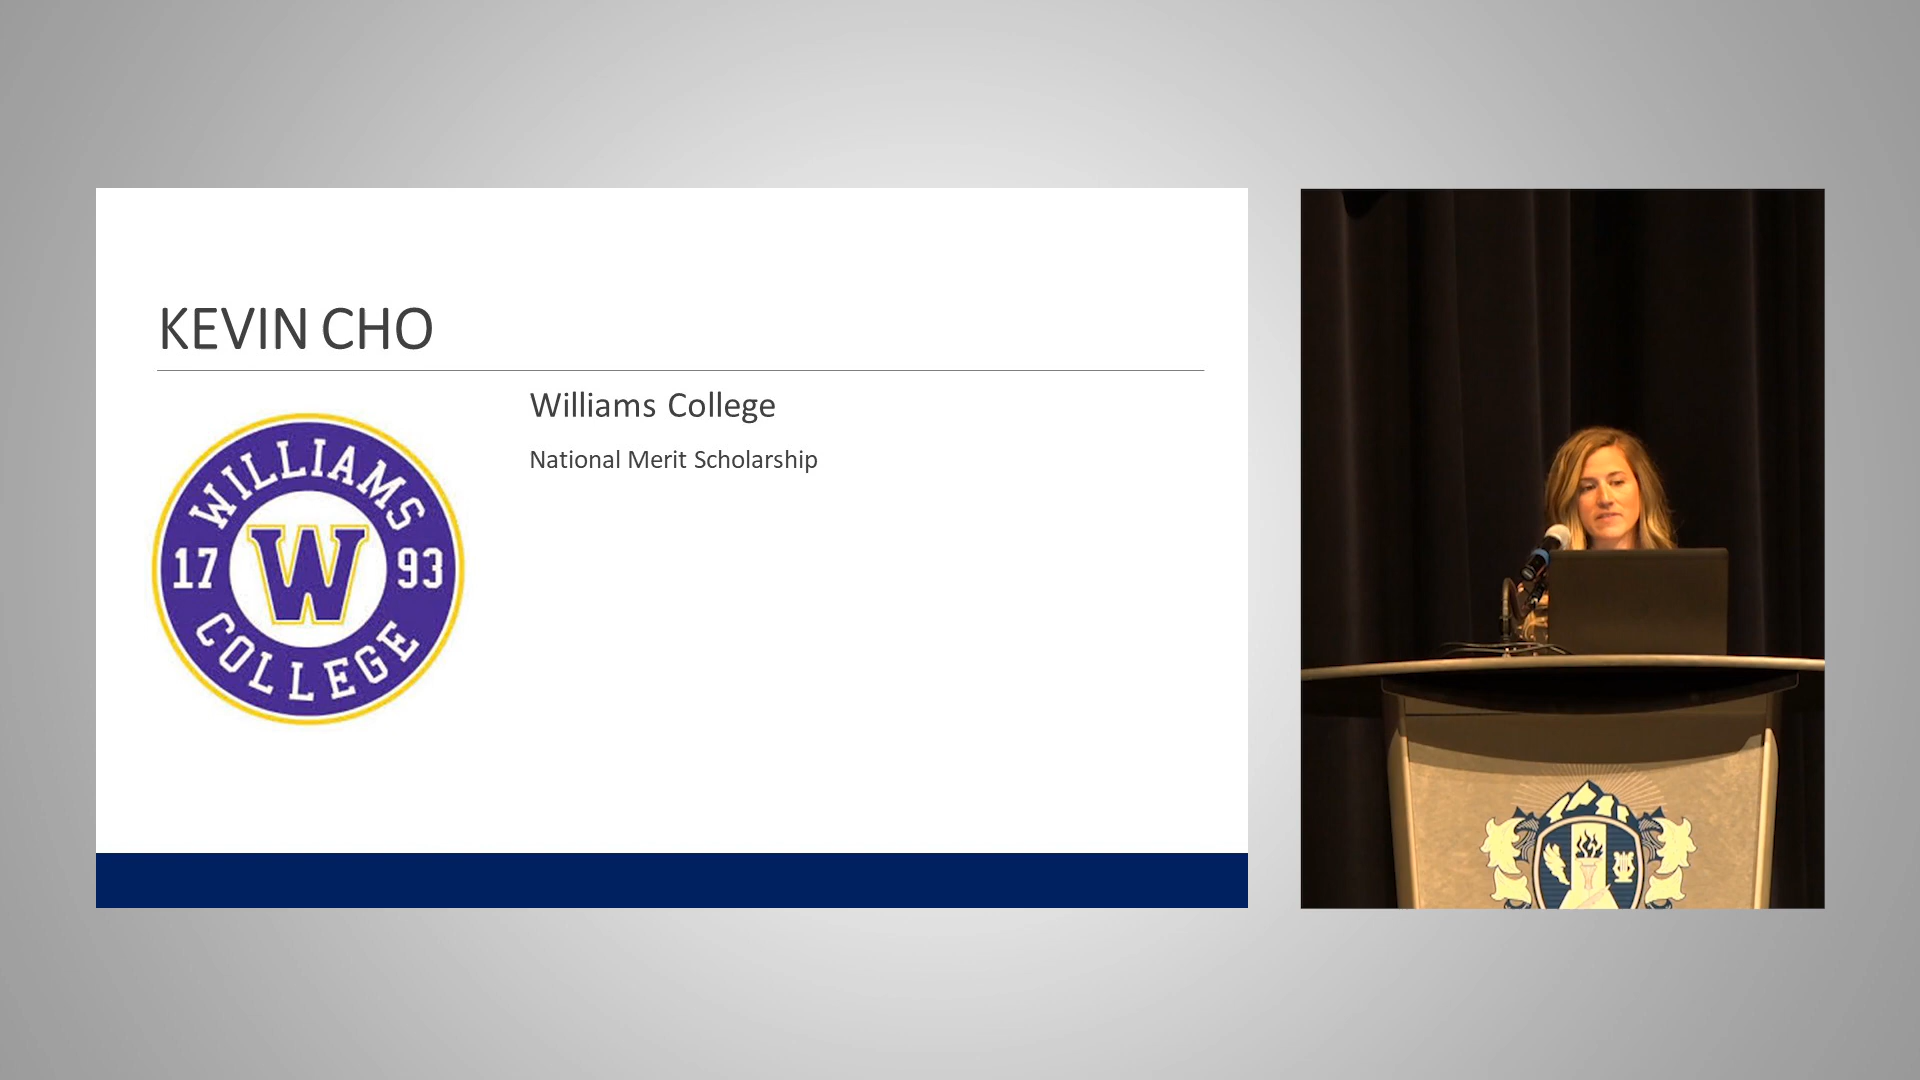 KEVIN CHO
Williams College
National Merit Scholarship
WILLIAMS
17 93
W
COLLEGE